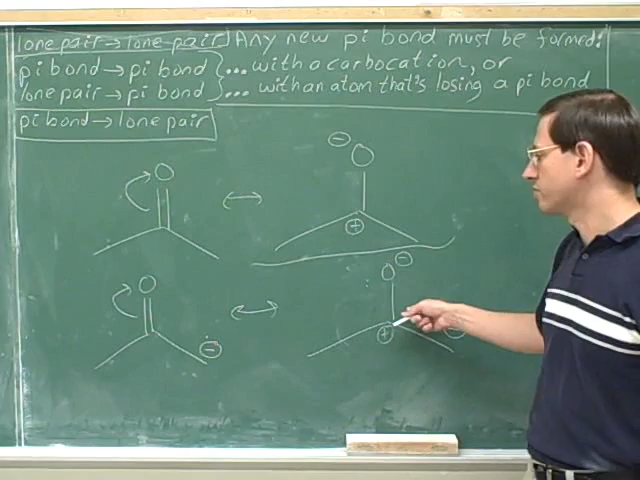 lone pair → lone pair Any new pi bond must be formed:
pi bond → pi bond } ... with a carbocation, or
lone pair → pi bond } ... with an atom that's losing a pi bond
pi bond → lone pair
⊖
O O
↔
⊕
O O ⊖
↔
⊖ ⊕